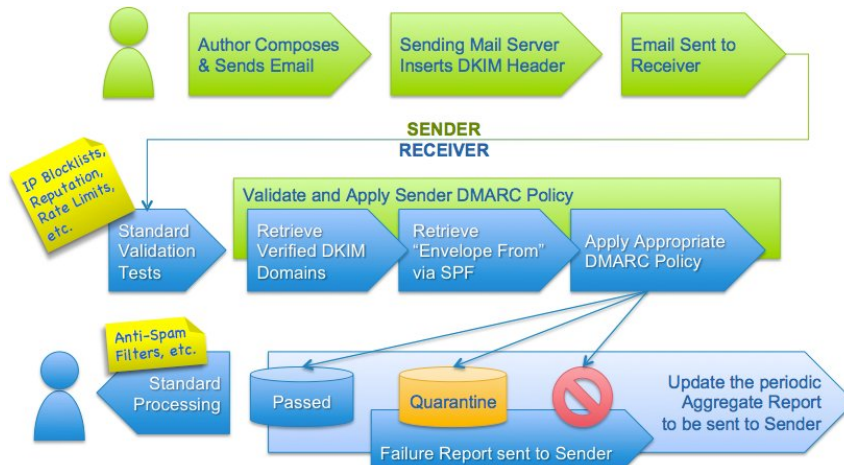 Author Composes
& Sends Email
Sending Mail Server
Inserts DKIM Header
Email Sent to
Receiver
SENDER
RECEIVER
IP Blocklists,
Reputation,
Rate Limits,
etc.
Validate and Apply Sender DMARC Policy
Standard
Validation
Tests
Retrieve
Verified DKIM
Domains
Retrieve
“Envelope From”
via SPF
Apply Appropriate
DMARC Policy
Anti-Spam
Filters, etc.
Standard
Processing
Passed
Quarantine
Update the periodic
Aggregate Report
to be sent to Sender
Failure Report sent to Sender